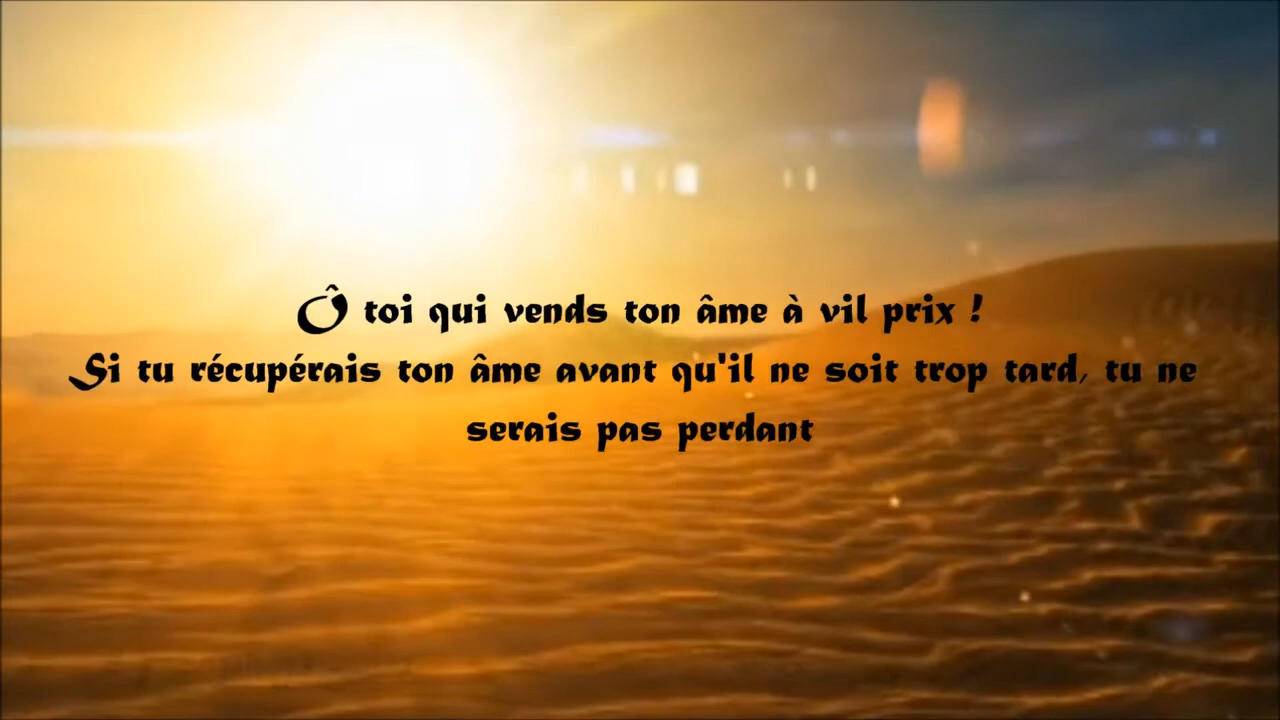 Ô toi qui vends ton âme à vil prix !
Si tu récupérais ton âme avant qu'il ne soit trop tard, tu ne
serais pas perdant